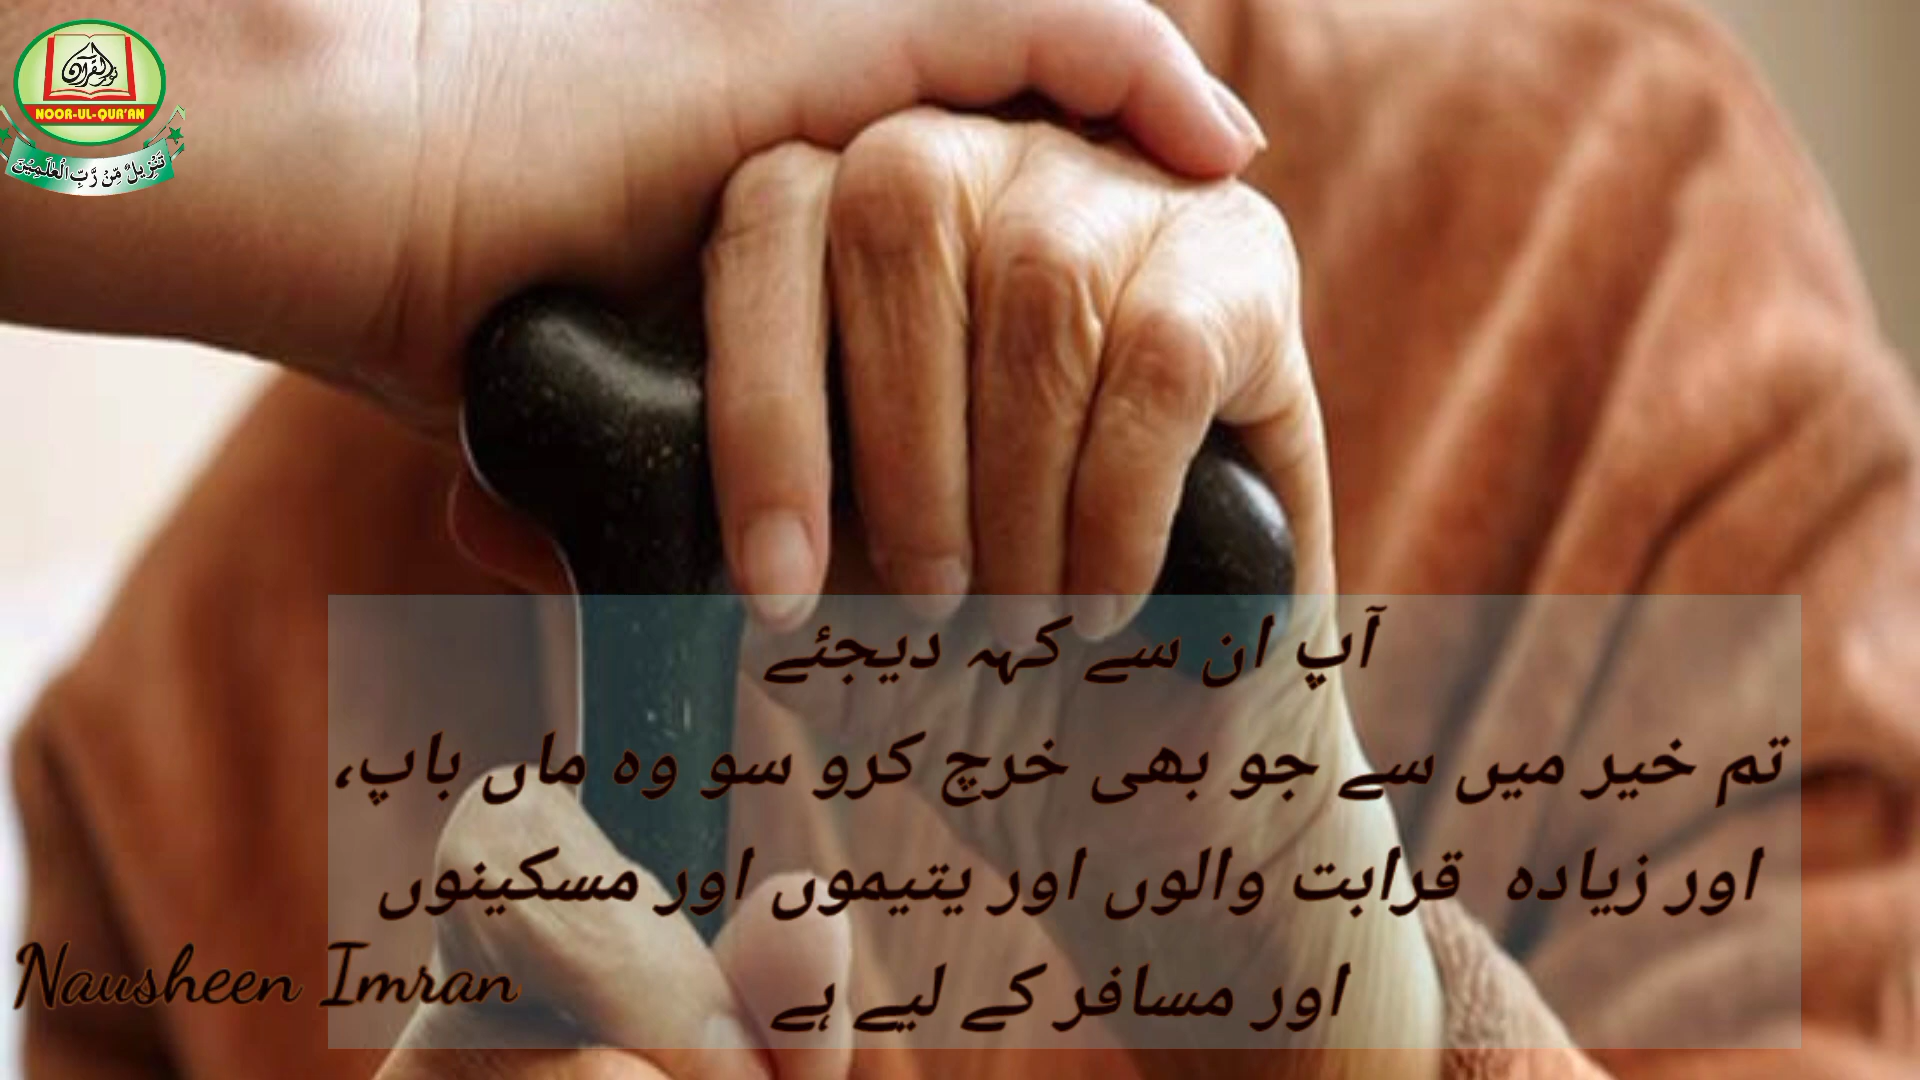 نور القرآن
NOOR-UL-QUR'AN
تَنْزِيلٌ مِّنْ رَّبِّ الْعٰلَمِيْنَ
آپ ان سے کہہ دیجئے
تم خیر میں سے جو بھی خرچ کرو سو وہ ماں باپ،
اور زیادہ قرابت والوں اور یتیموں اور مسکینوں
اور مسافر کے لیے ہے
Nausheen Imran